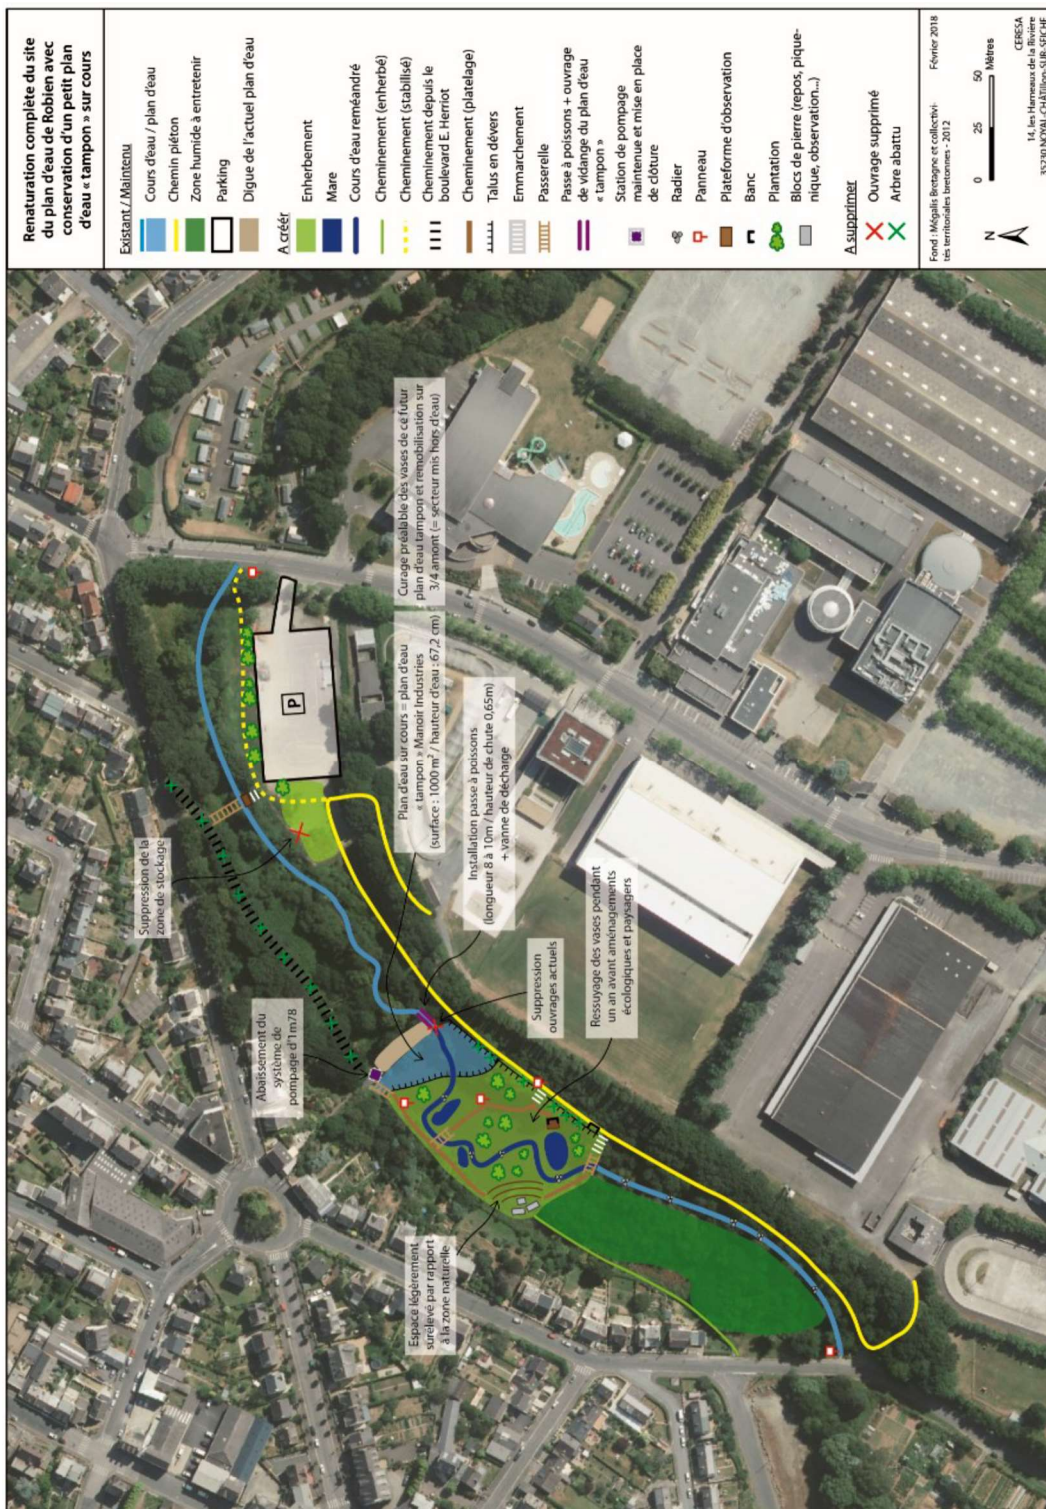 Renaturation complète du site
du plan d'eau de Robien avec
conservation d'un petit plan
d'eau « tampon » sur cours
Existant / Maintenu
Cours d'eau / plan d'eau
Chemin piéton
Zone humide à entretenir
Parking
Digue de l'actuel plan d'eau
A créér
Enherbement
Mare
Cours d'eau reméandré
Cheminement (enherbé)
Cheminement (stabilisé)
Cheminement depuis le
boulevard E. Herriot
Cheminement (platelage)
Talus en dévers
Emmarchement
Passerelle
Passe à poissons + ouvrage
de vidange du plan d'eau
« tampon »
Station de pompage
maintenue et mise en place
de clôture
Radier
Panneau
Plateforme d'observation
Banc
Plantation
Blocs de pierre (repos, pique-
nique, observation...)
A supprimer
Ouvrage supprimé
Arbre abattu
Fond : Mégalis Bretagne et collectivi-
tés territoriales bretonnes - 2012
Février 2018
N
0 25 50
Mètres
CERESA
14, les Hameaux de la Rivière
35230 NOYAL-CHÂTILLON-SUR-SEICHE
Suppression de la
zone de stockage
P
Abaissement du
système de
pompage d'1m78
Plan d'eau sur cours = plan d'eau
« tampon » Manoir Industries
(surface : 1000 m² / hauteur d'eau : 67,2 cm)
Curage préalable des vases de ce futur
plan d'eau tampon et remobilisation sur
3/4 amont (= secteur mis hors d'eau)
Installation passe à poissons
(longueur 8 à 10m / hauteur de chute 0,65m)
+ vanne de décharge
Suppression
ouvrages actuels
Ressuyage des vases pendant
un an avant aménagements
écologiques et paysagers
Espace légèrement
surelevé par rapport
à la zone naturelle